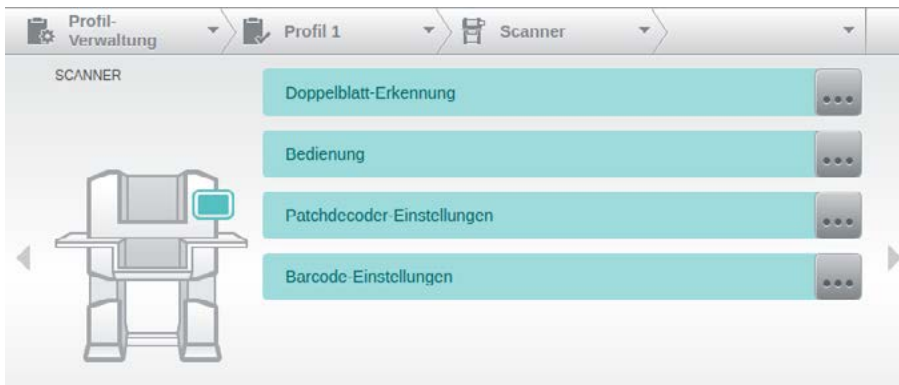 Profil-
Verwaltung
Profil 1
Scanner
SCANNER
Doppelblatt-Erkennung
Bedienung
Patchdecoder-Einstellungen
Barcode-Einstellungen